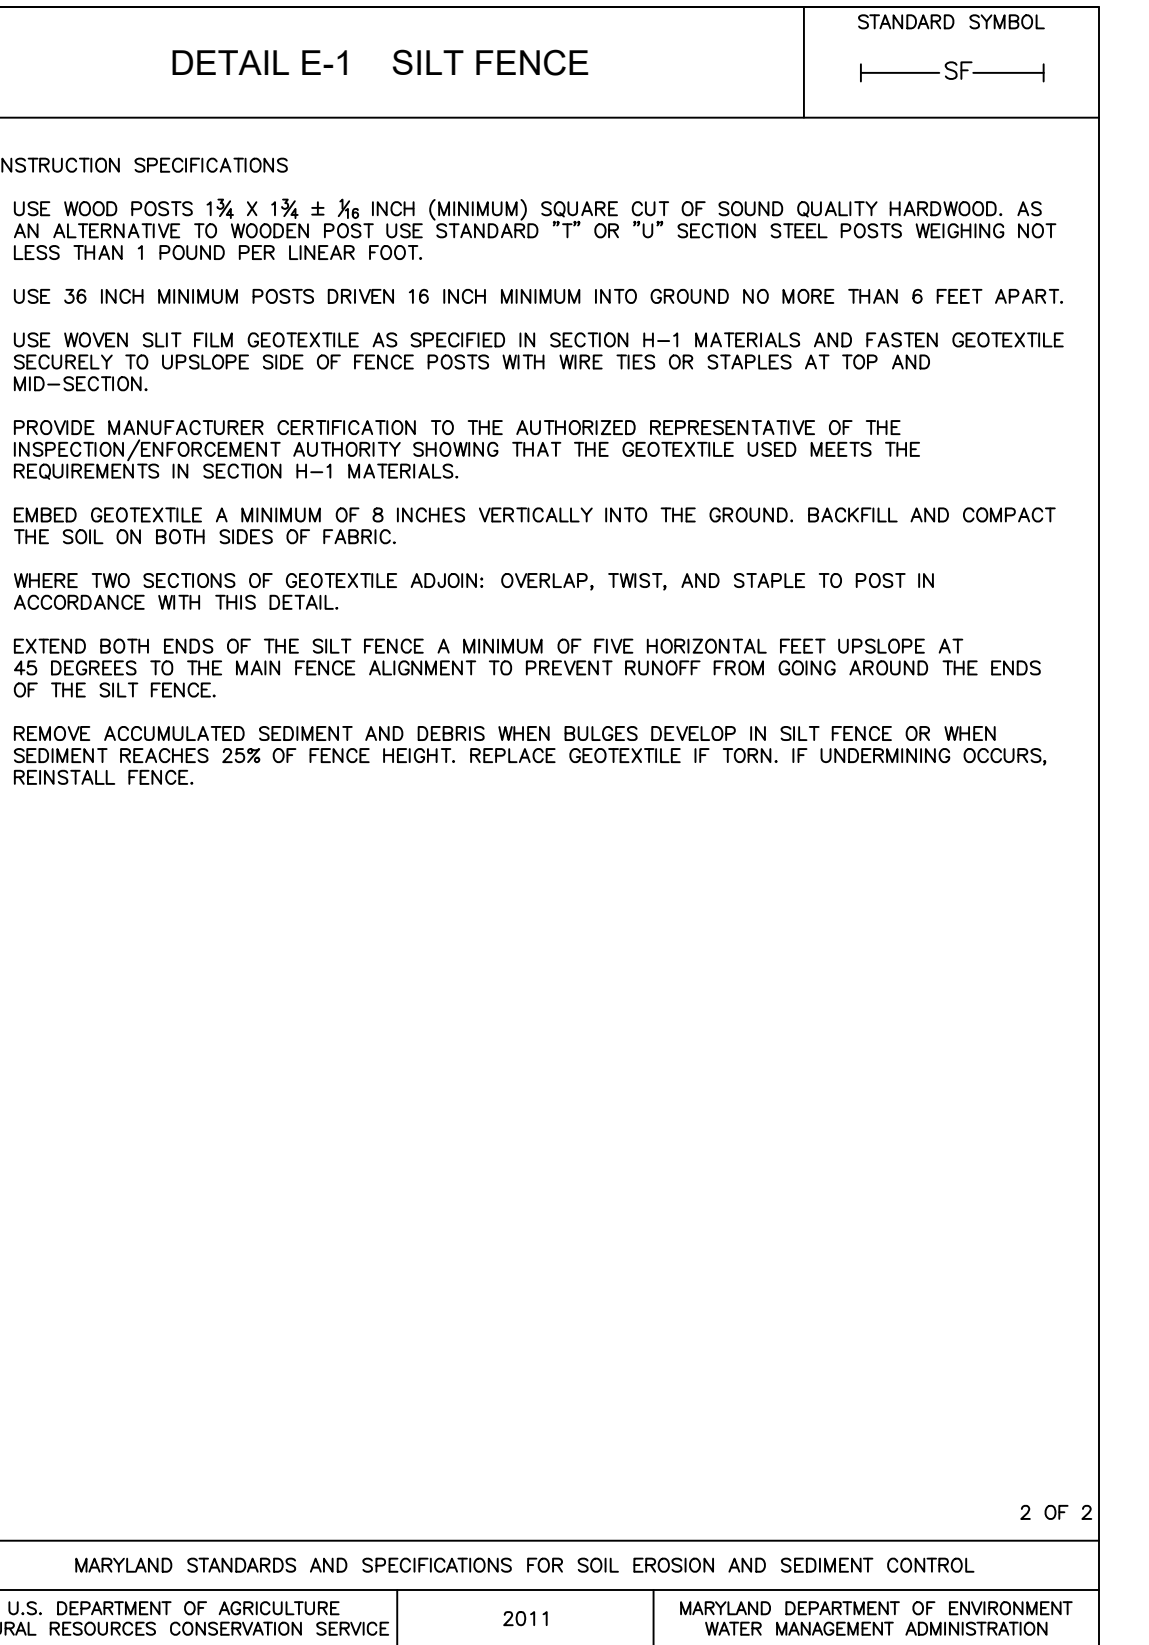 DETAIL E-1 SILT FENCE
STANDARD SYMBOL
SF
NSTRUCTION SPECIFICATIONS
USE WOOD POSTS 1¾ X 1¾ ± 1/16 INCH (MINIMUM) SQUARE CUT OF SOUND QUALITY HARDWOOD. AS
AN ALTERNATIVE TO WOODEN POST USE STANDARD "T" OR "U" SECTION STEEL POSTS WEIGHING NOT
LESS THAN 1 POUND PER LINEAR FOOT.
USE 36 INCH MINIMUM POSTS DRIVEN 16 INCH MINIMUM INTO GROUND NO MORE THAN 6 FEET APART.
USE WOVEN SLIT FILM GEOTEXTILE AS SPECIFIED IN SECTION H-1 MATERIALS AND FASTEN GEOTEXTILE
SECURELY TO UPSLOPE SIDE OF FENCE POSTS WITH WIRE TIES OR STAPLES AT TOP AND
MID-SECTION.
PROVIDE MANUFACTURER CERTIFICATION TO THE AUTHORIZED REPRESENTATIVE OF THE
INSPECTION/ENFORCEMENT AUTHORITY SHOWING THAT THE GEOTEXTILE USED MEETS THE
REQUIREMENTS IN SECTION H-1 MATERIALS.
EMBED GEOTEXTILE A MINIMUM OF 8 INCHES VERTICALLY INTO THE GROUND. BACKFILL AND COMPACT
THE SOIL ON BOTH SIDES OF FABRIC.
WHERE TWO SECTIONS OF GEOTEXTILE ADJOIN: OVERLAP, TWIST, AND STAPLE TO POST IN
ACCORDANCE WITH THIS DETAIL.
EXTEND BOTH ENDS OF THE SILT FENCE A MINIMUM OF FIVE HORIZONTAL FEET UPSLOPE AT
45 DEGREES TO THE MAIN FENCE ALIGNMENT TO PREVENT RUNOFF FROM GOING AROUND THE ENDS
OF THE SILT FENCE.
REMOVE ACCUMULATED SEDIMENT AND DEBRIS WHEN BULGES DEVELOP IN SILT FENCE OR WHEN
SEDIMENT REACHES 25% OF FENCE HEIGHT. REPLACE GEOTEXTILE IF TORN. IF UNDERMINING OCCURS,
REINSTALL FENCE.
2 OF 2
MARYLAND STANDARDS AND SPECIFICATIONS FOR SOIL EROSION AND SEDIMENT CONTROL
U.S. DEPARTMENT OF AGRICULTURE
URAL RESOURCES CONSERVATION SERVICE
2011
MARYLAND DEPARTMENT OF ENVIRONMENT
WATER MANAGEMENT ADMINISTRATION